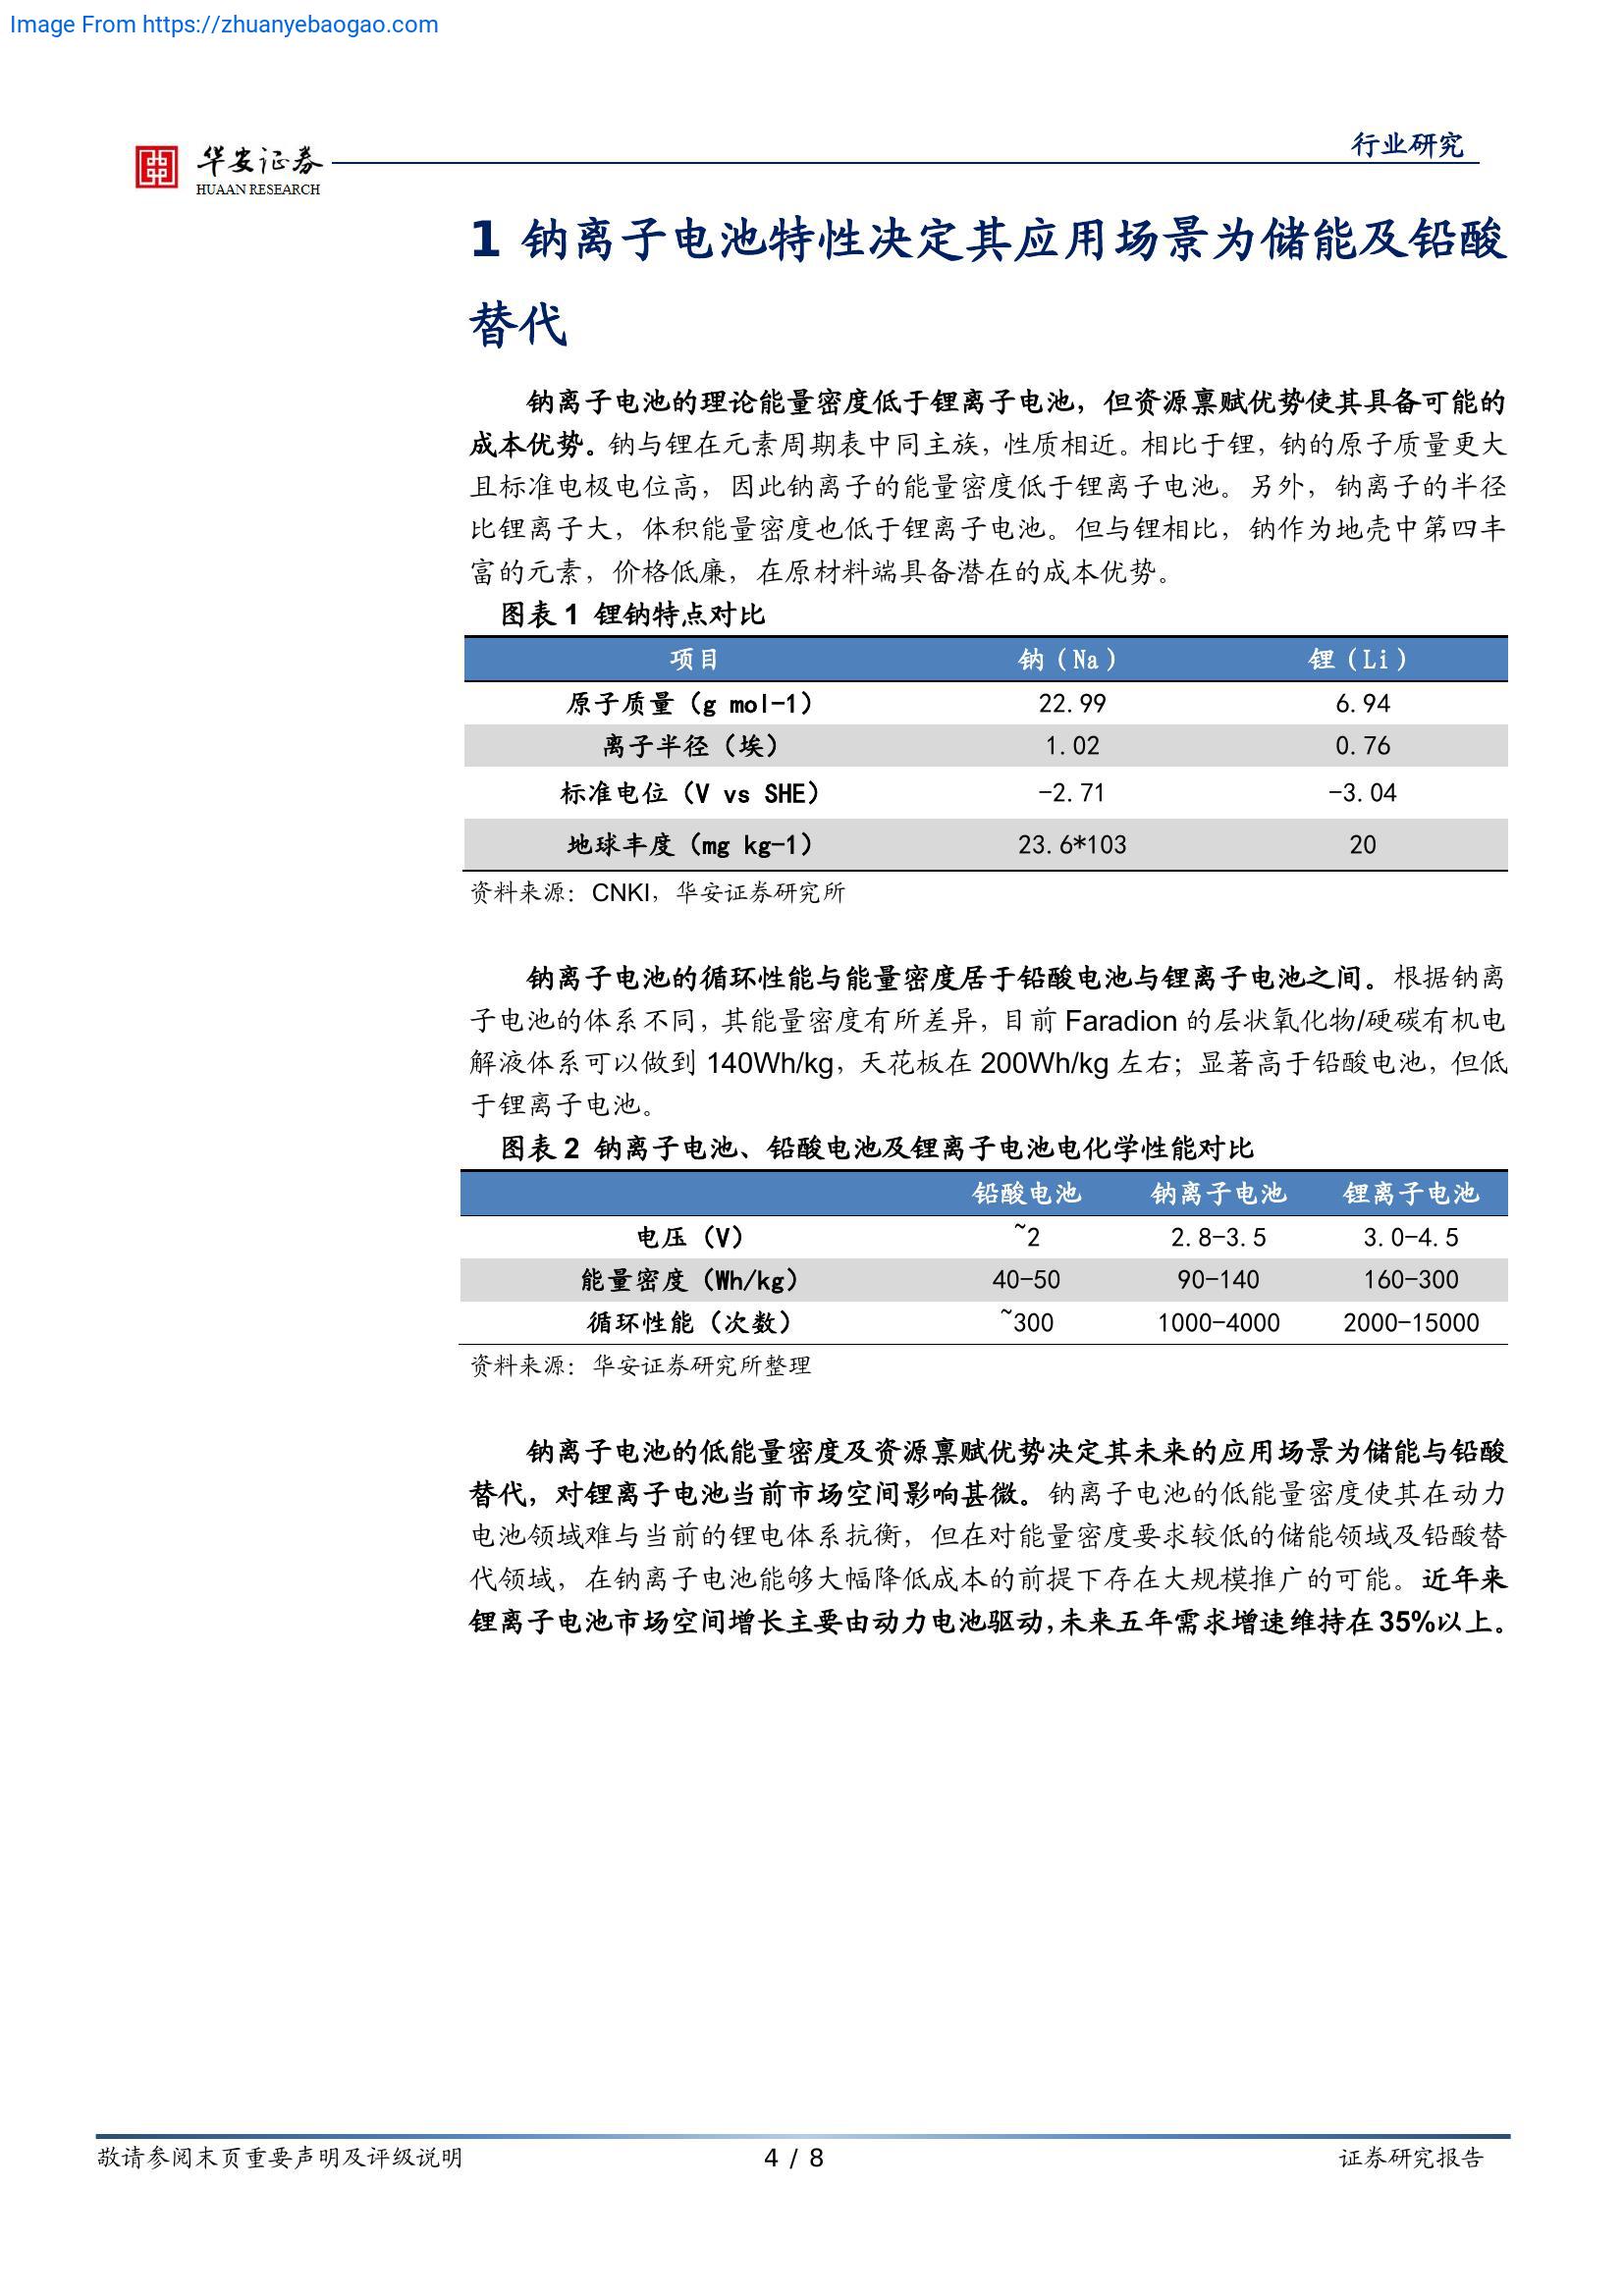 Image From https://zhuanyebaogao.com
华安证券
HUAAN RESEARCH
行业研究
1 钠离子电池特性决定其应用场景为储能及铅酸
替代
钠离子电池的理论能量密度低于锂离子电池，但资源禀赋优势使其具备可能的
成本优势。钠与锂在元素周期表中同主族，性质相近。相比于锂，钠的原子质量更大
且标准电极电位高，因此钠离子的能量密度低于锂离子电池。另外，钠离子的半径
比锂离子大，体积能量密度也低于锂离子电池。但与锂相比，钠作为地壳中第四丰
富的元素，价格低廉，在原材料端具备潜在的成本优势。
图表 1 锂钠特点对比
项目 钠（Na） 锂（Li）
原子质量（g mol-1） 22.99 6.94
离子半径（埃） 1.02 0.76
标准电位（V vs SHE） -2.71 -3.04
地球丰度（mg kg-1） 23.6*103 20
资料来源：CNKI，华安证券研究所
钠离子电池的循环性能与能量密度居于铅酸电池与锂离子电池之间。根据钠离
子电池的体系不同，其能量密度有所差异，目前 Faradion 的层状氧化物/硬碳有机电
解液体系可以做到 140Wh/kg，天花板在 200Wh/kg 左右；显著高于铅酸电池，但低
于锂离子电池。
图表 2 钠离子电池、铅酸电池及锂离子电池电化学性能对比
铅酸电池 钠离子电池 锂离子电池
电压（V） ~2 2.8-3.5 3.0-4.5
能量密度（Wh/kg） 40-50 90-140 160-300
循环性能（次数） ~300 1000-4000 2000-15000
资料来源：华安证券研究所整理
钠离子电池的低能量密度及资源禀赋优势决定其未来的应用场景为储能与铅酸
替代，对锂离子电池当前市场空间影响甚微。钠离子电池的低能量密度使其在动力
电池领域难与当前的锂电体系抗衡，但在对能量密度要求较低的储能领域及铅酸替
代领域，在钠离子电池能够大幅降低成本的前提下存在大规模推广的可能。近年来
锂离子电池市场空间增长主要由动力电池驱动，未来五年需求增速维持在 35%以上。
敬请参阅末页重要声明及评级说明 4 / 8 证券研究报告